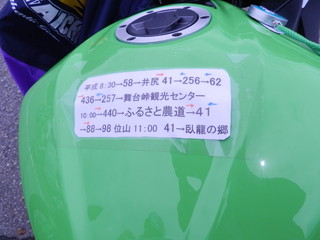 平成 8:30→58→井尻 41→256→62
436→257→舞台峠観光センター
10:00→440→ふるさと農道→41
→88→98 位山 11:00 41→臥龍の郷